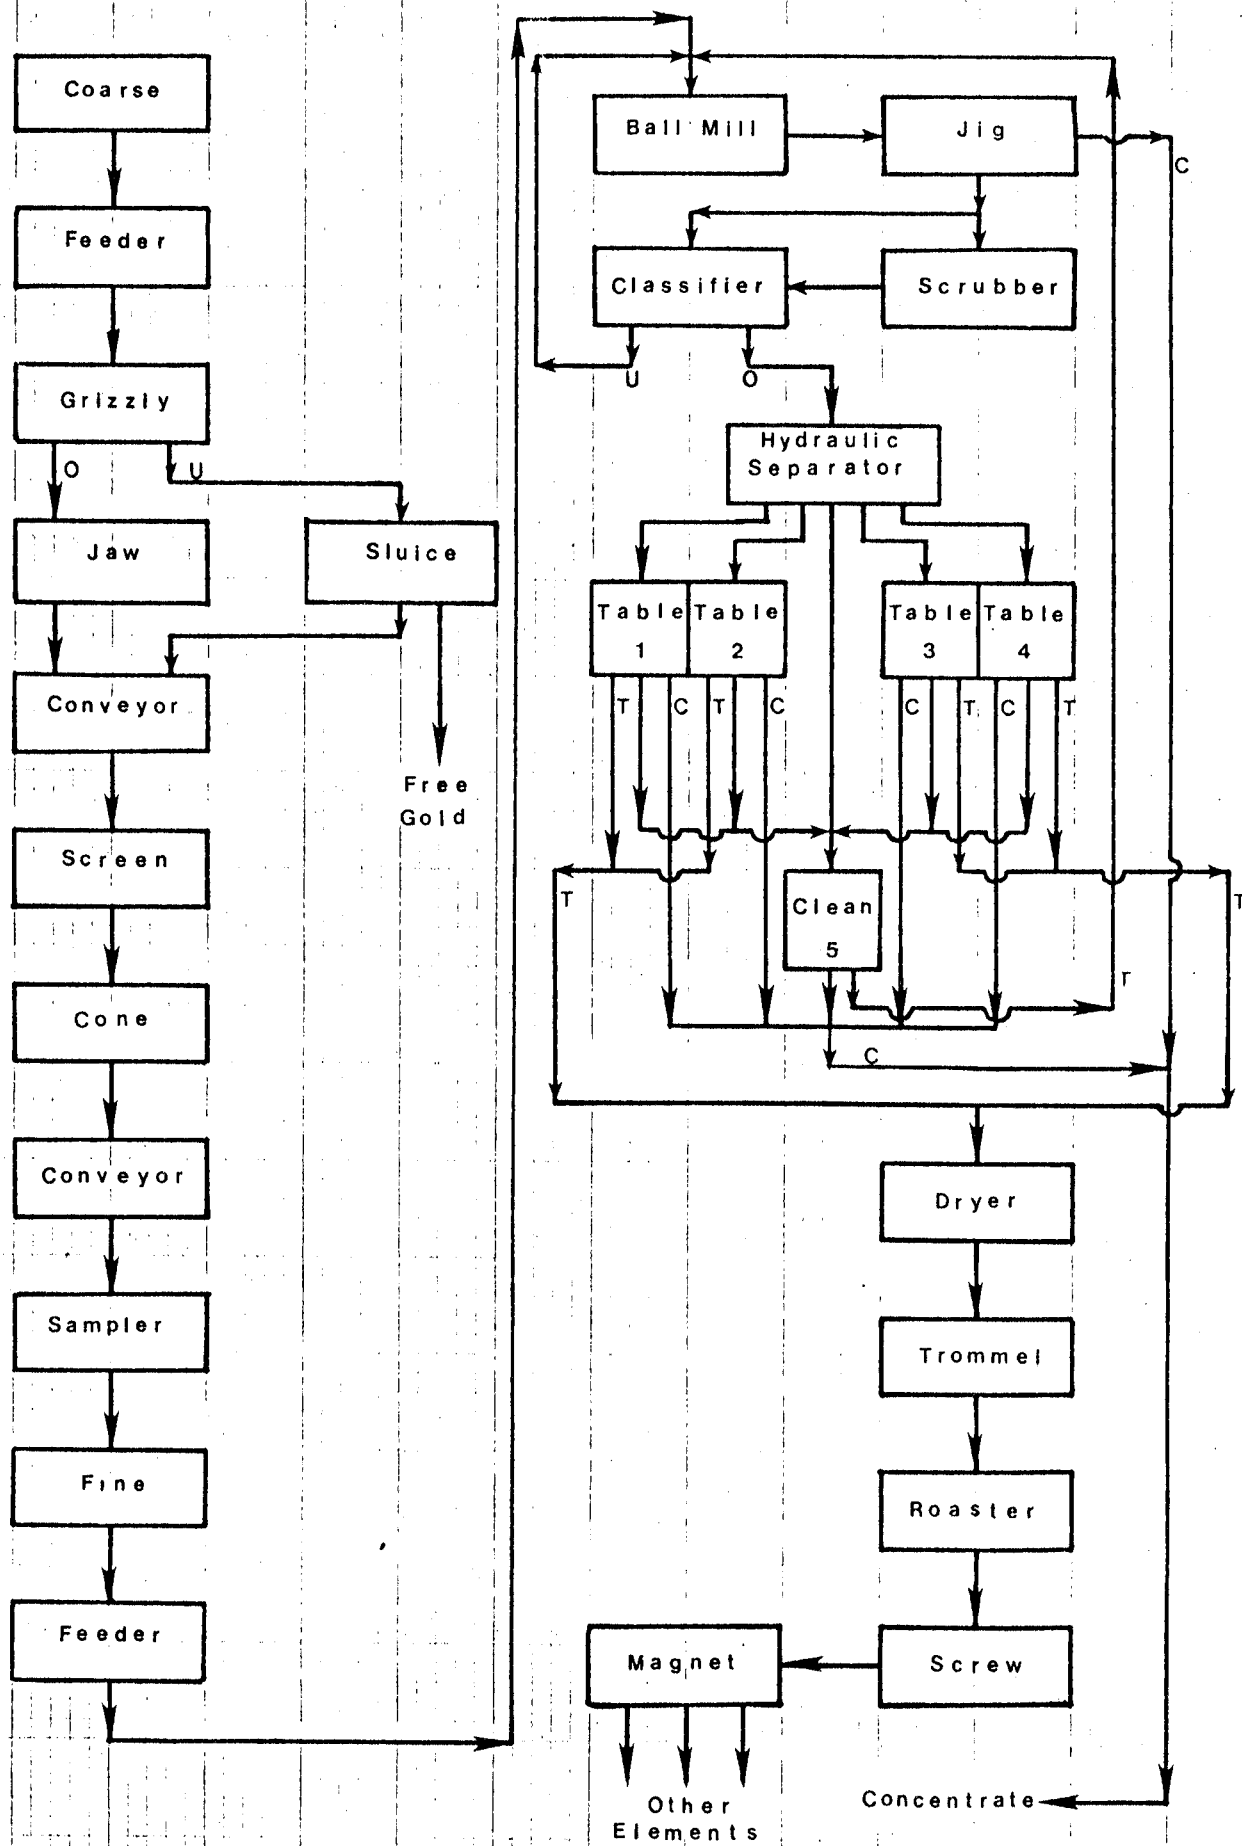 Coarse
Feeder
Grizzly
O
U
Jaw
Sluice
Conveyor
Free
Gold
Screen
Cone
Conveyor
Sampler
Fine
Feeder
Ball Mill
Jig
C
Classifier
Scrubber
U
O
Hydraulic
Separator
Table
1
Table
2
Table
3
Table
4
T
C
T
C
C
T
C
T
T
T
Clean
5
T
C
Dryer
Trommel
Roaster
Screw
Magnet
Other
Elements
Concentrate